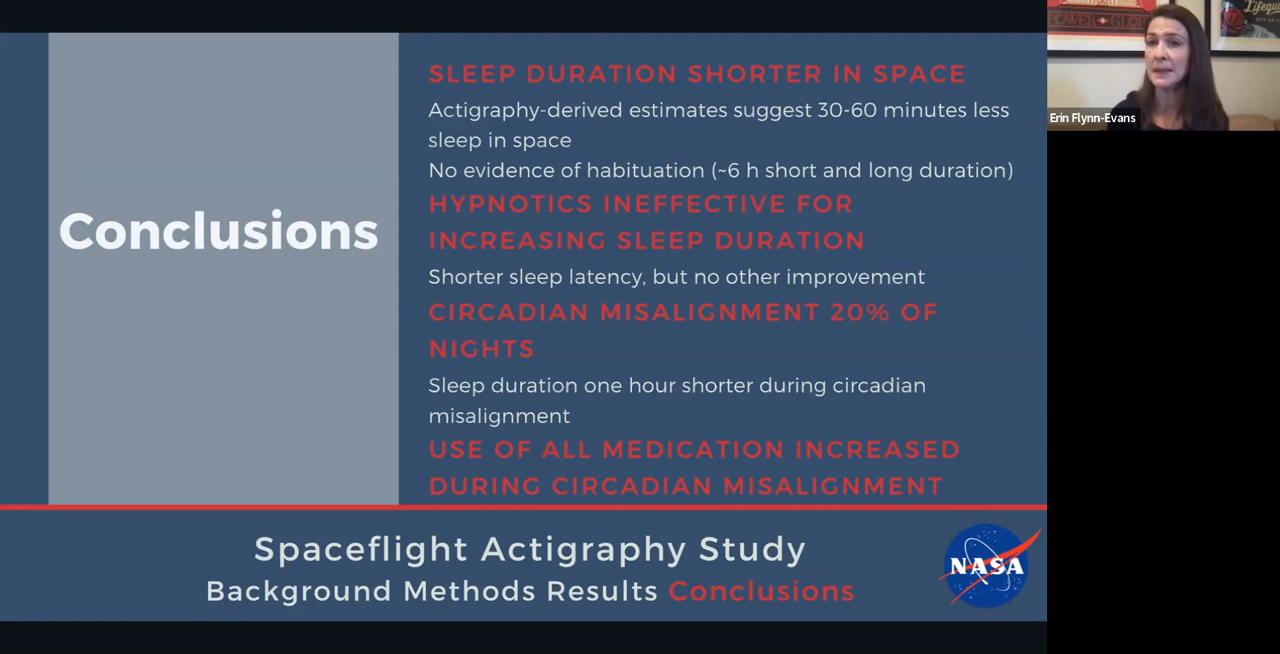 Conclusions
SLEEP DURATION SHORTER IN SPACE
Actigraphy-derived estimates suggest 30-60 minutes less
sleep in space
No evidence of habituation (~6 h short and long duration)
HYPNOTICS INEFFECTIVE FOR
INCREASING SLEEP DURATION
Shorter sleep latency, but no other improvement
CIRCADIAN MISALIGNMENT 20% OF
NIGHTS
Sleep duration one hour shorter during circadian
misalignment
USE OF ALL MEDICATION INCREASED
DURING CIRCADIAN MISALIGNMENT
Spaceflight Actigraphy Study
Background Methods Results Conclusions
NASA
Erin Flynn-Evans